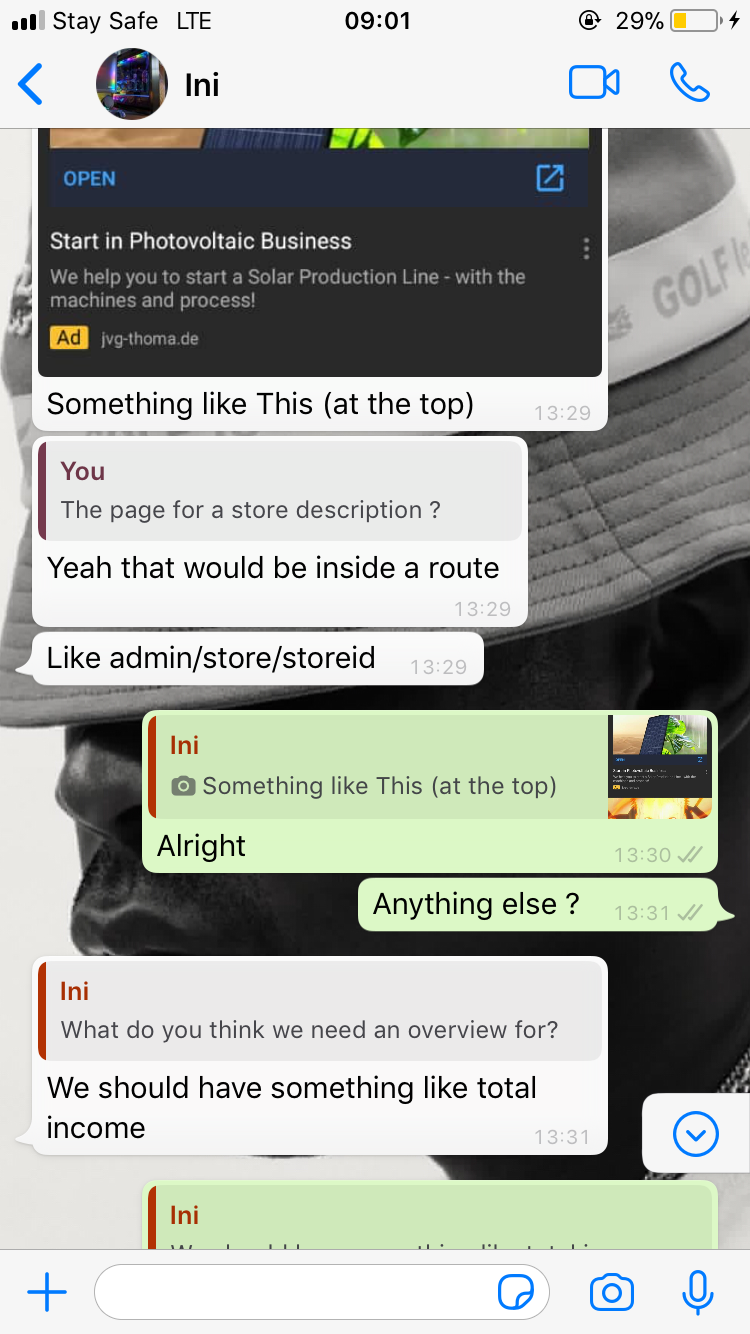 Stay Safe LTE 09:01 29%
Ini
OPEN
GOLF le
Start in Photovoltaic Business
We help you to start a Solar Production Line - with the
machines and process!
Ad jvg-thoma.de
Something like This (at the top) 13:29
You
The page for a store description ?
Yeah that would be inside a route
13:29
Like admin/store/storeid 13:29
Ini
Something like This (at the top)
Alright 13:30
Anything else ? 13:31
Ini
What do you think we need an overview for?
We should have something like total
income 13:31
Ini